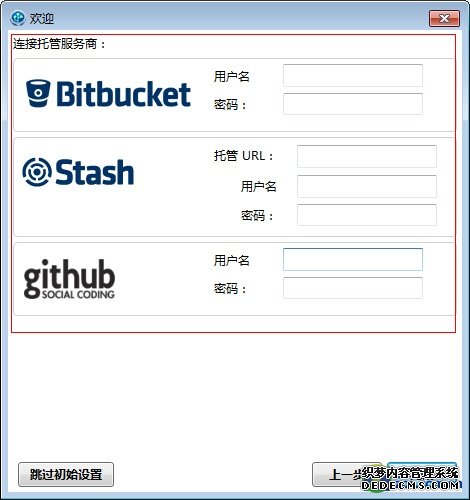 欢迎
连接托管服务商：
Bitbucket
用户名
密码：
Stash
托管 URL：
用户名
密码：
github
SOCIAL CODING
用户名
密码：
跳过初始设置
上一步
织梦内容管理系统
DEDECMS.COM